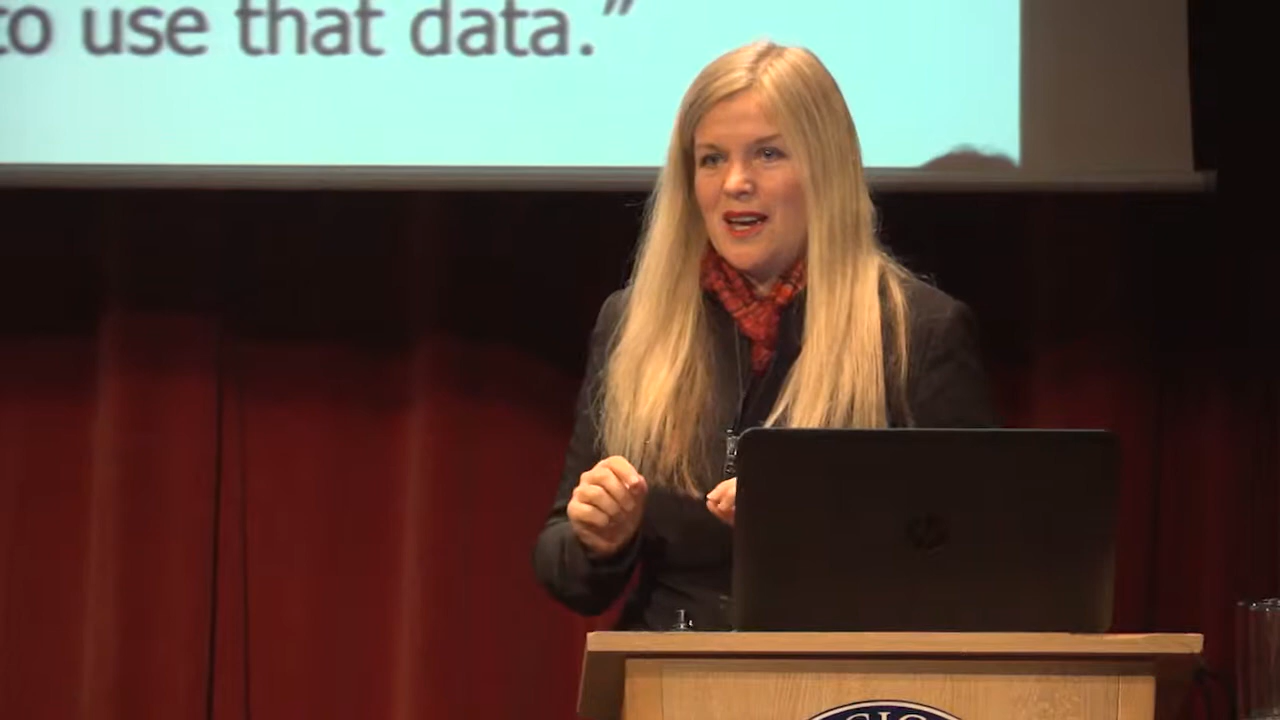 to use that data.”